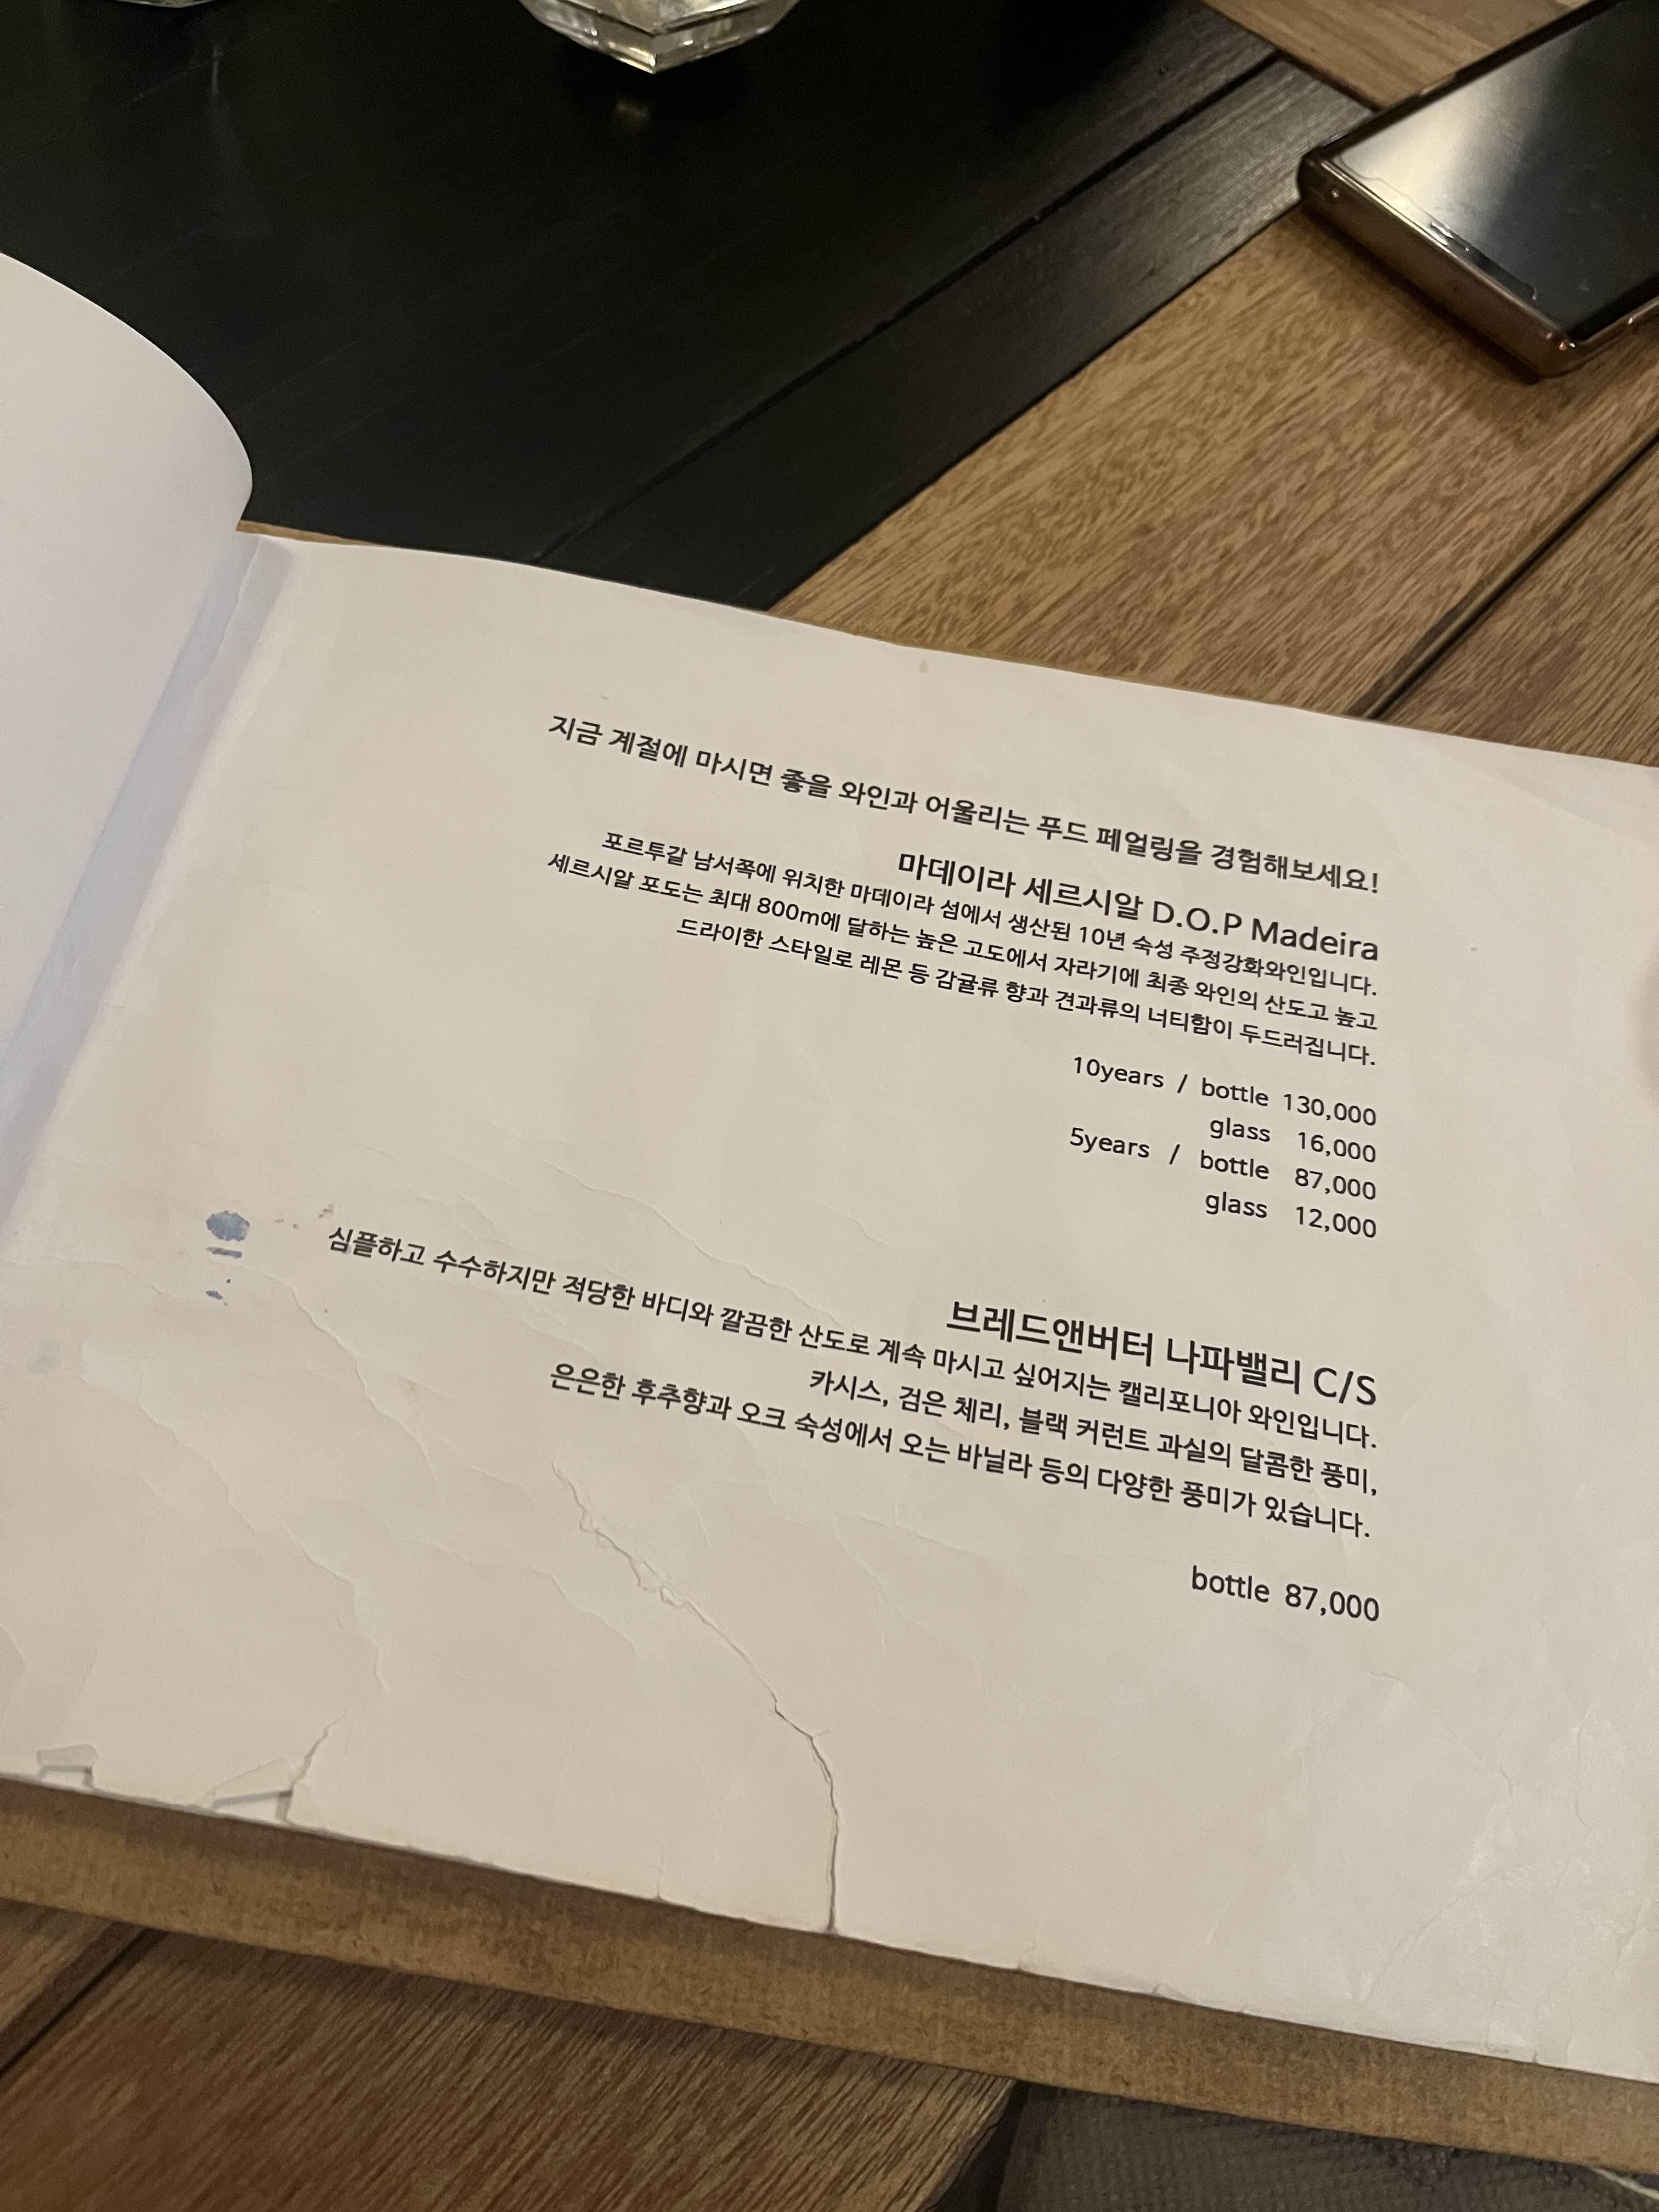 지금 계절에 마시면 좋을 와인과 어울리는 푸드 페얼링을 경험해보세요!
마데이라 세르시알 D.O.P Madeira
포르투갈 남서쪽에 위치한 마데이라 섬에서 생산된 10년 숙성 주정강화와인입니다.
세르시알 포도는 최대 800m에 달하는 높은 고도에서 자라기에 최종 와인의 산도고 높고
드라이한 스타일로 레몬 등 감귤류 향과 견과류의 너티함이 두드러집니다.
10years / bottle 130,000
glass 16,000
5years / bottle 87,000
glass 12,000
브레드앤버터 나파밸리 C/S
심플하고 수수하지만 적당한 바디와 깔끔한 산도로 계속 마시고 싶어지는 캘리포니아 와인입니다.
카시스, 검은 체리, 블랙 커런트 과실의 달콤한 풍미,
은은한 후추향과 오크 숙성에서 오는 바닐라 등의 다양한 풍미가 있습니다.
bottle 87,000